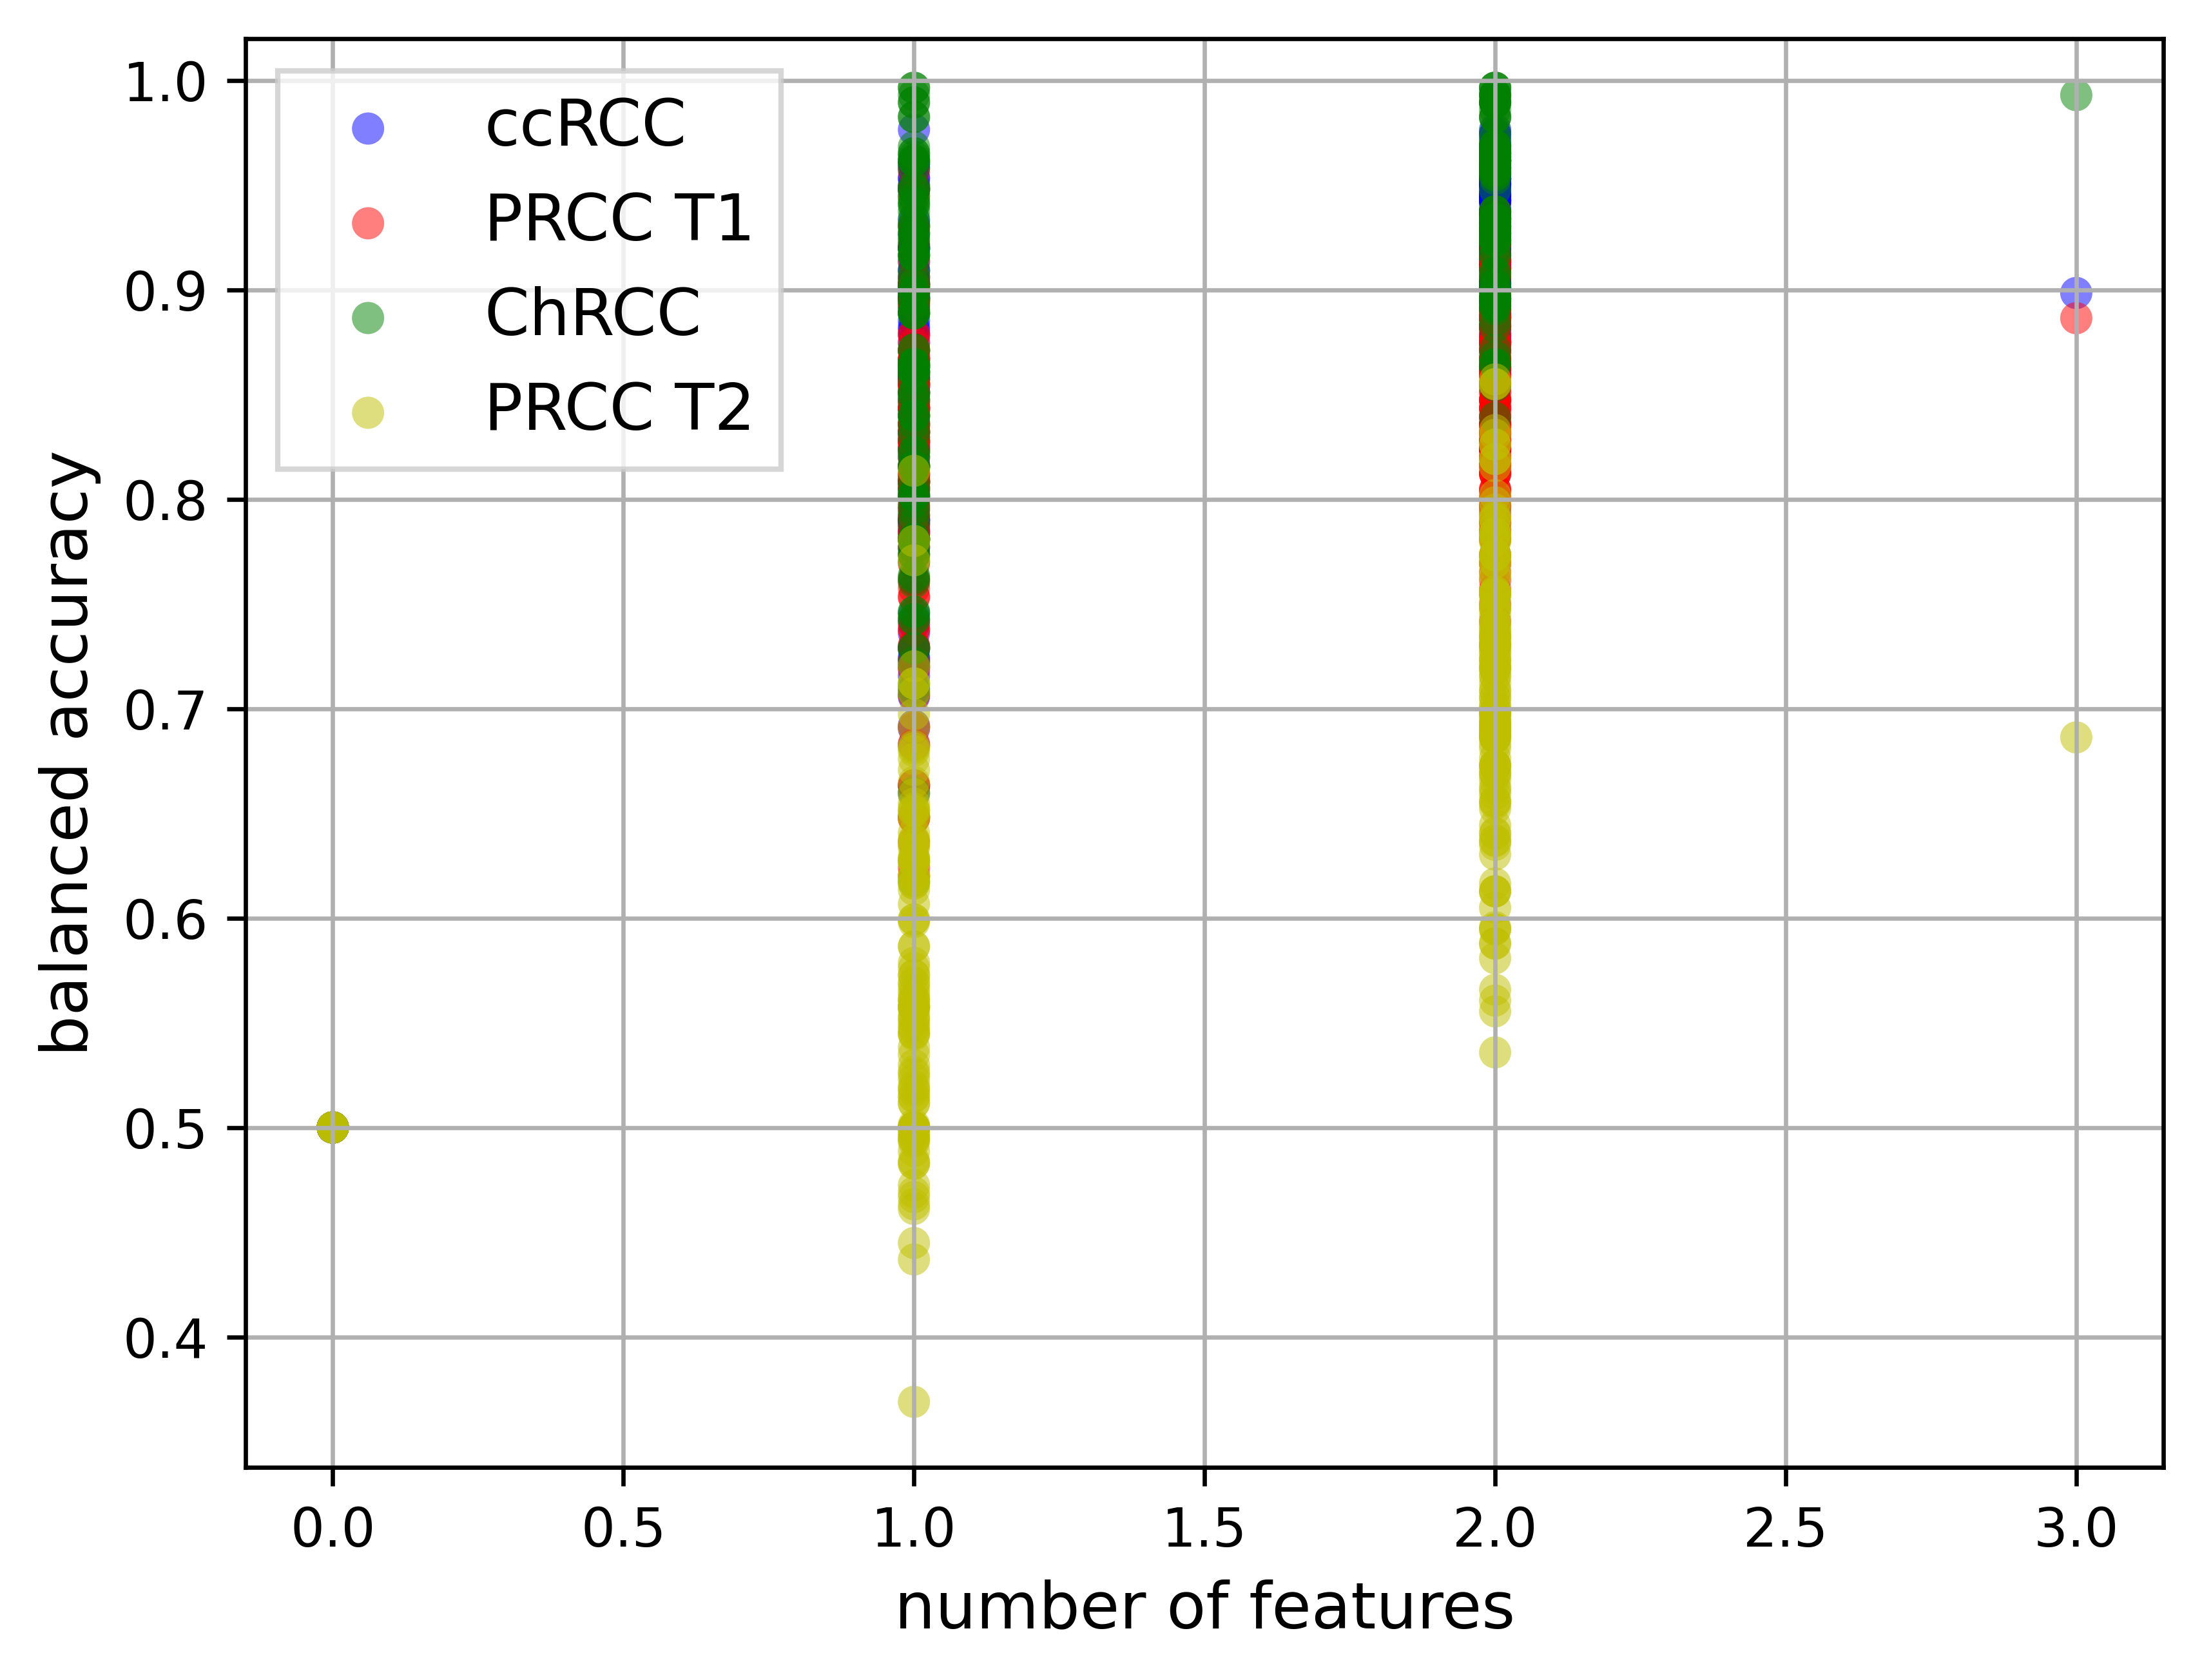 ccRCC
PRCC T1
ChRCC
PRCC T2
balanced accuracy
1.0
0.9
0.8
0.7
0.6
0.5
0.4
0.0 0.5 1.0 1.5 2.0 2.5 3.0
number of features